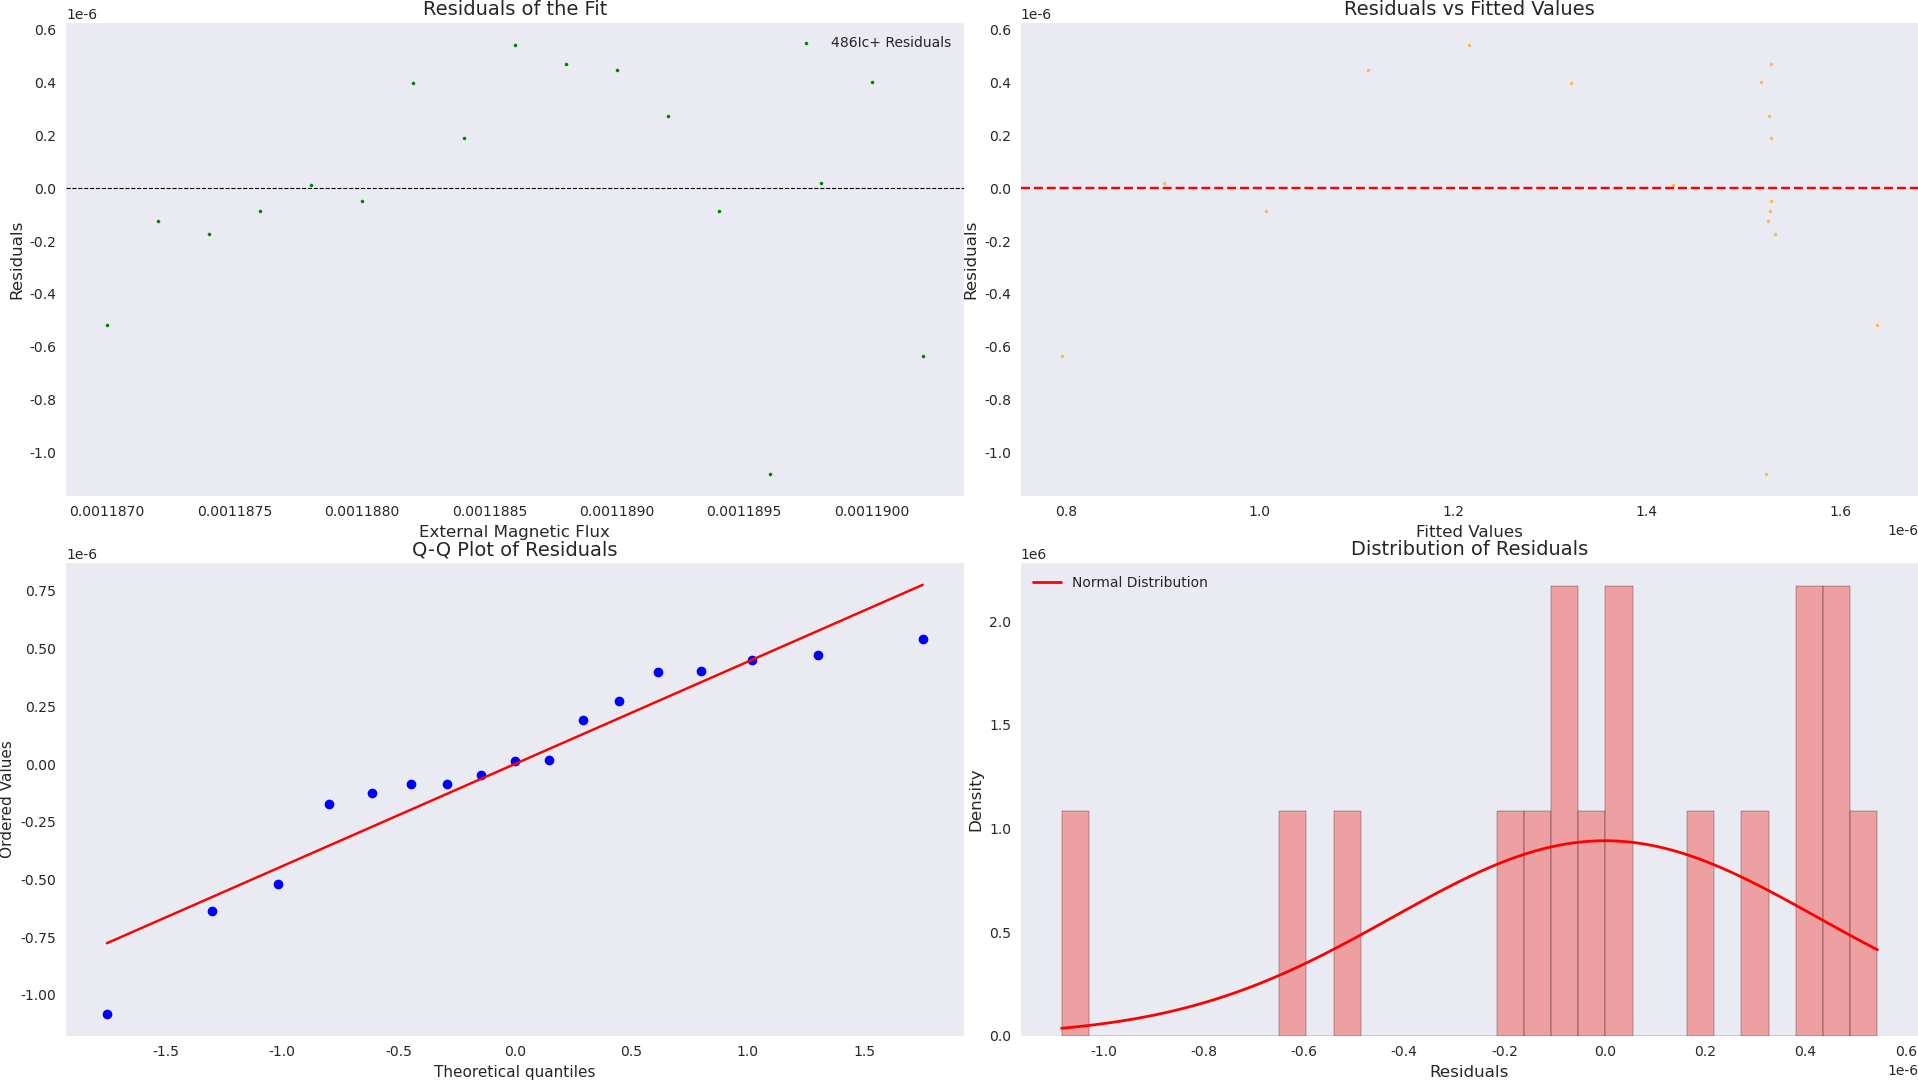 Residuals of the Fit
1e-6
0.6
0.4
0.2
0.0
-0.2
-0.4
-0.6
-0.8
-1.0
Residuals
486Ic+ Residuals
0.0011870 0.0011875 0.0011880 0.0011885 0.0011890 0.0011895 0.0011900
External Magnetic Flux
Residuals vs Fitted Values
1e-6
0.6
0.4
0.2
0.0
-0.2
-0.4
-0.6
-0.8
-1.0
Residuals
0.8 1.0 1.2 1.4 1.6
1e-6
Fitted Values
Q-Q Plot of Residuals
1e-6
0.75
0.50
0.25
0.00
-0.25
-0.50
-0.75
-1.00
Ordered Values
-1.5 -1.0 -0.5 0.0 0.5 1.0 1.5
Theoretical quantiles
Distribution of Residuals
1e6
Normal Distribution
2.0
1.5
1.0
0.5
0.0
Density
-1.0 -0.8 -0.6 -0.4 -0.2 0.0 0.2 0.4 0.6
1e-6
Residuals